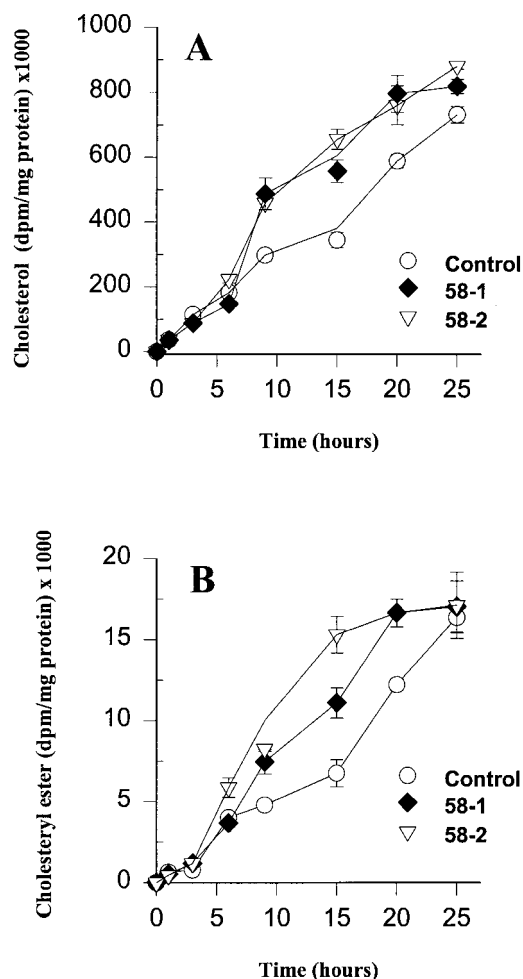 A
Cholesterol (dpm/mg protein) x1000
1000
800
600
400
200
0
Control
58-1
58-2
0 5 10 15 20 25
Time (hours)
B
Cholesteryl ester (dpm/mg protein) x 1000
20
15
10
5
0
Control
58-1
58-2
0 5 10 15 20 25
Time (hours)